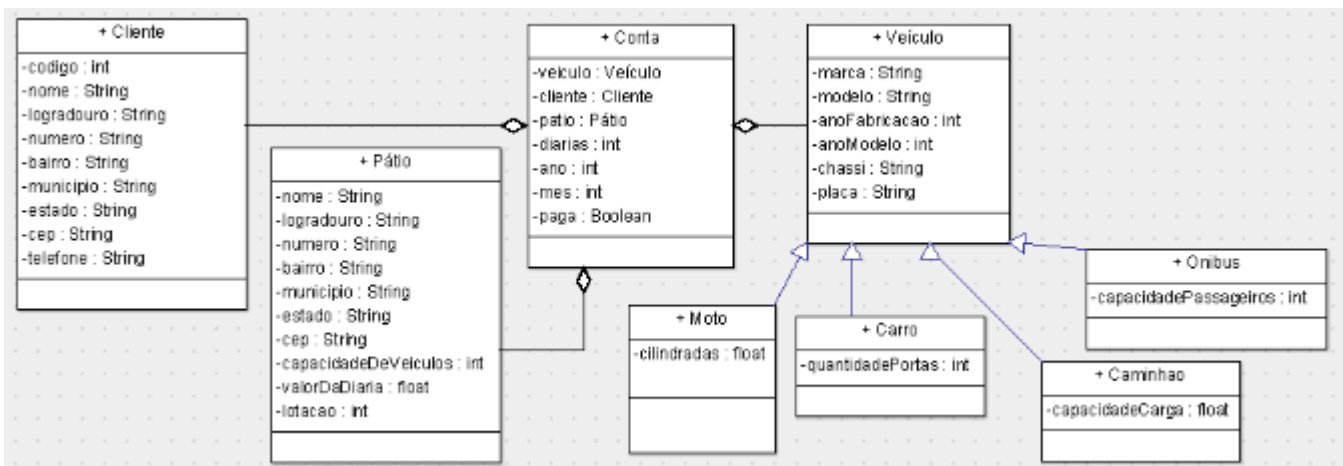 + Cliente
-codigo : int
-nome : String
-logradouro : String
-numero : String
-bairro : String
-municipio : String
-estado : String
-cep : String
-telefone : String
+ Pátio
-nome : String
-logradouro : String
-numero : String
-bairro : String
-municipio : String
-estado : String
-cep : String
-capacidadeDeVeiculos : int
-valorDaDiaria : float
-lotacao : int
+ Conta
-veiculo : Veículo
-cliente : Cliente
-patio : Pátio
-diarias : int
-ano : int
-mes : int
-paga : Boolean
+ Veículo
-marca : String
-modelo : String
-anoFabricacao : int
-anoModelo : int
-chassi : String
-placa : String
+ Moto
-cilindradas : float
+ Carro
-quantidadePortas : int
+ Caminhao
-capacidadeCarga : float
+ Onibus
-capacidadePassageiros : int